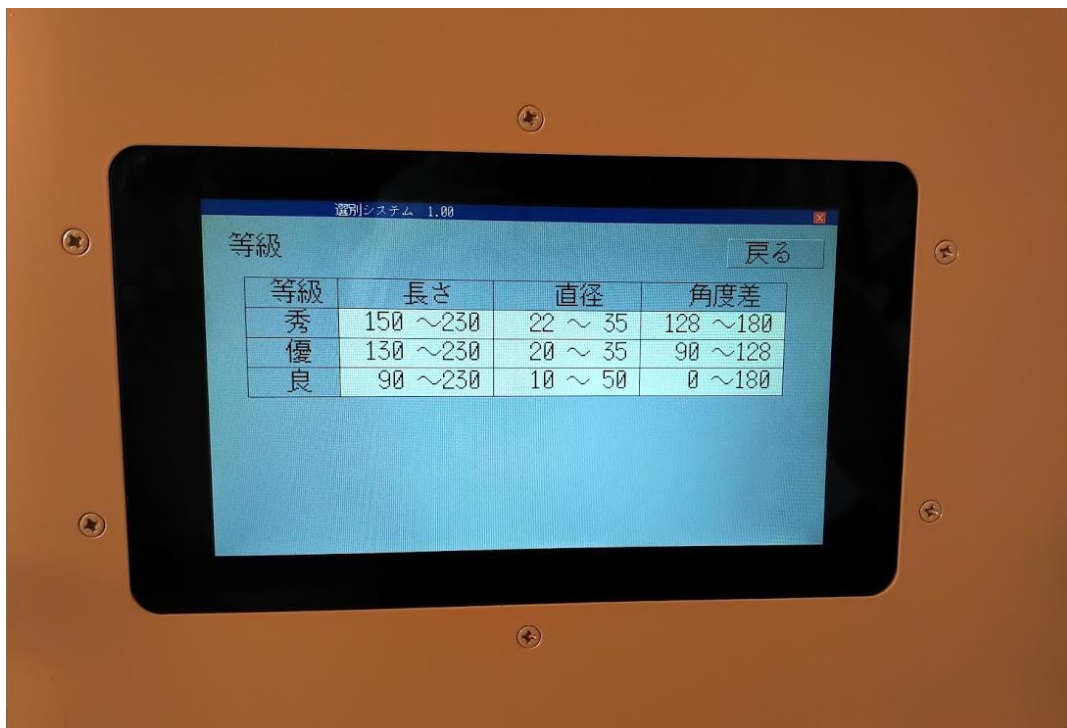 選別システム 1.00
等級
戻る
等級 長さ 直径 角度差
秀 150 ～230 22 ～ 35 128 ～180
優 130 ～230 20 ～ 35 90 ～128
良 90 ～230 10 ～ 50 0 ～180